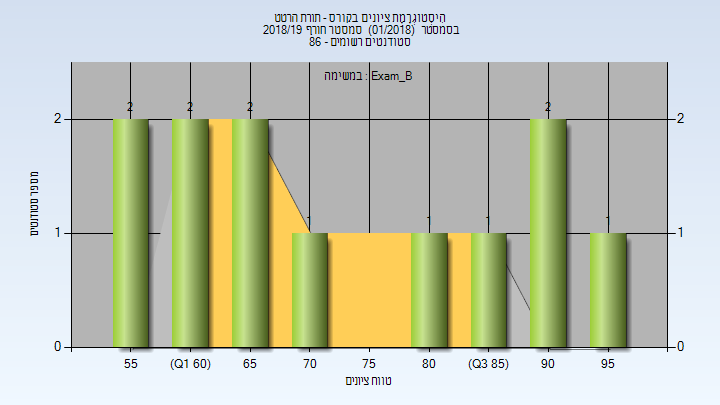 היסטוגרמת ציונים בקורס - תורת הרטט
בסמסטר (01/2018) סמסטר חורף 2018/19
סטודנטים רשומים - 86
במשימה : Exam_B
2 2 2 1 1 1 2 1
מספר סטודנטים
2 2
1 1
0 0
55 (Q1 60) 65 70 75 80 (Q3 85) 90 95
טווח ציונים